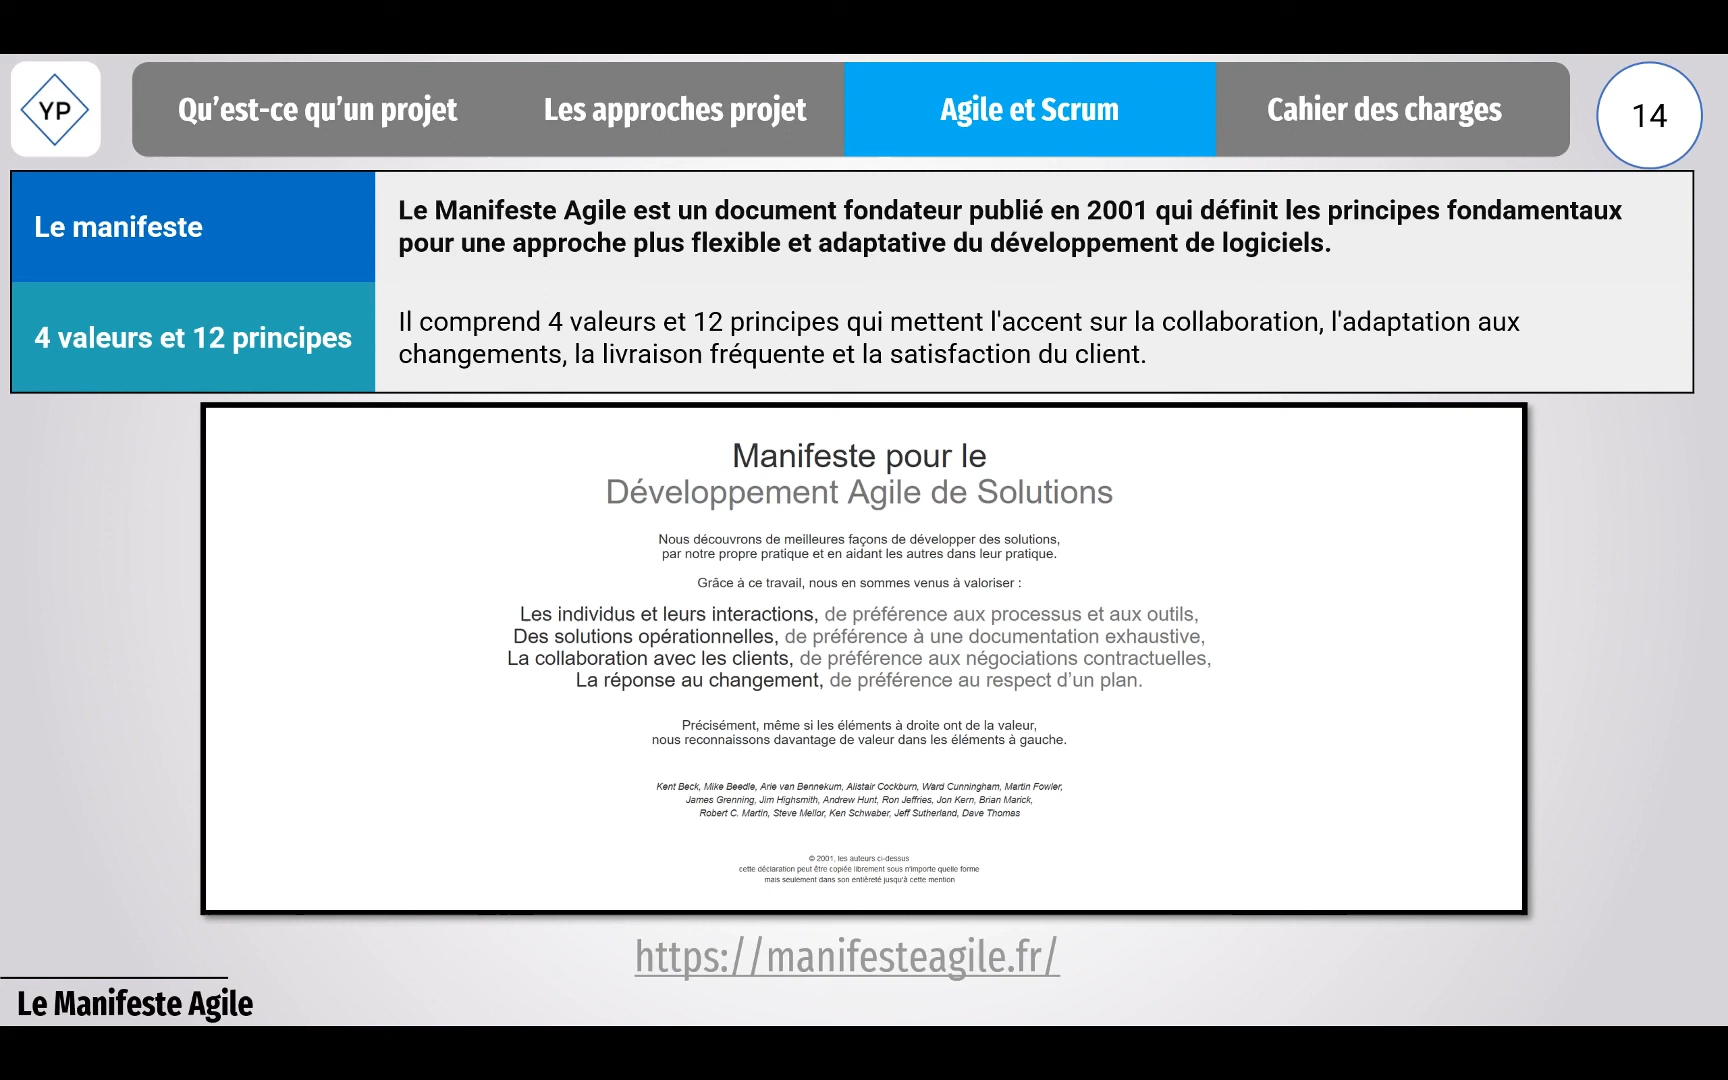 YP
Qu’est-ce qu’un projet
Les approches projet
Agile et Scrum
Cahier des charges
14
Le manifeste
Le Manifeste Agile est un document fondateur publié en 2001 qui définit les principes fondamentaux
pour une approche plus flexible et adaptative du développement de logiciels.
4 valeurs et 12 principes
Il comprend 4 valeurs et 12 principes qui mettent l'accent sur la collaboration, l'adaptation aux
changements, la livraison fréquente et la satisfaction du client.
Manifeste pour le
Développement Agile de Solutions
Nous découvrons de meilleures façons de développer des solutions,
par notre propre pratique et en aidant les autres dans leur pratique.
Grâce à ce travail, nous en sommes venus à valoriser :
Les individus et leurs interactions, de préférence aux processus et aux outils,
Des solutions opérationnelles, de préférence à une documentation exhaustive,
La collaboration avec les clients, de préférence aux négociations contractuelles,
La réponse au changement, de préférence au respect d’un plan.
Précisément, même si les éléments à droite ont de la valeur,
nous reconnaissons davantage de valeur dans les éléments à gauche.
Kent Beck, Mike Beedle, Arie van Bennekum, Alistair Cockburn, Ward Cunningham, Martin Fowler,
James Grenning, Jim Highsmith, Andrew Hunt, Ron Jeffries, Jon Kern, Brian Marick,
Robert C. Martin, Steve Mellor, Ken Schwaber, Jeff Sutherland, Dave Thomas
© 2001, les auteurs ci-dessus
cette déclaration peut être copiée librement sous n'importe quelle forme
mais seulement dans son entièreté jusqu'à cette mention
https://manifesteagile.fr/
Le Manifeste Agile